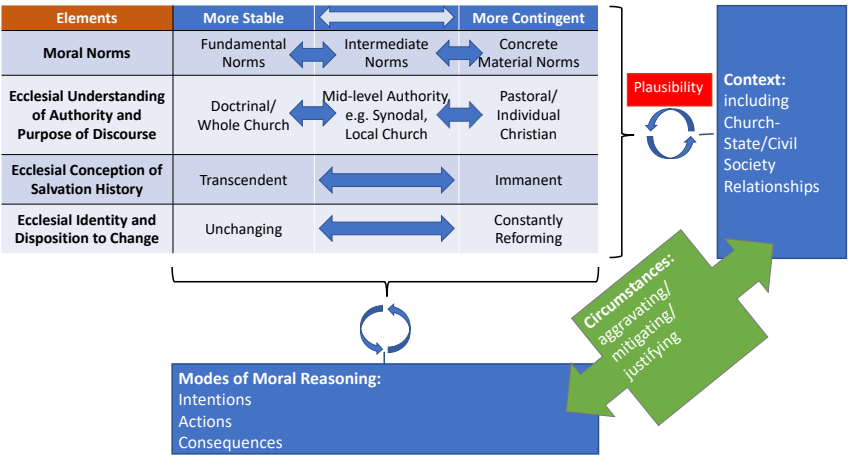 Elements
More Stable
More Contingent
Moral Norms
Fundamental
Norms
Intermediate
Norms
Concrete
Material Norms
Ecclesial Understanding
of Authority and
Purpose of Discourse
Doctrinal/
Whole Church
Mid-level Authority,
e.g. Synodal,
Local Church
Pastoral/
Individual
Christian
Ecclesial Conception of
Salvation History
Transcendent
Immanent
Ecclesial Identity and
Disposition to Change
Unchanging
Constantly
Reforming
Plausibility
Context:
including
Church-
State/Civil
Society
Relationships
Circumstances:
aggravating/
mitigating/
justifying
Modes of Moral Reasoning:
Intentions
Actions
Consequences